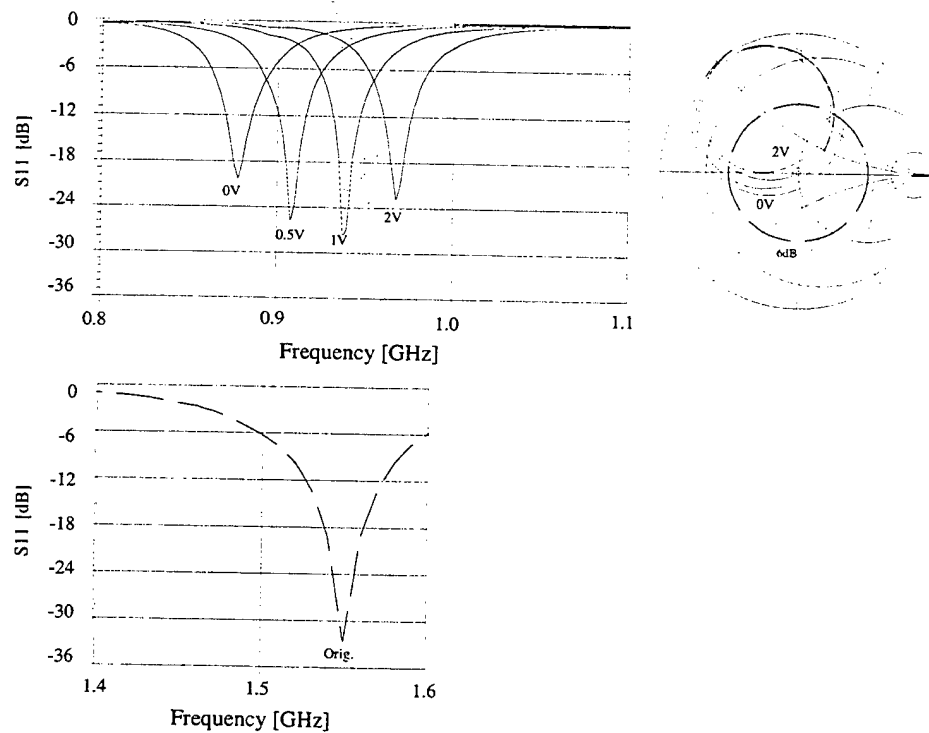 0
-6
-12
-18
-24
-30
-36
S11 [dB]
0V
0.5V
1V
2V
0.8
0.9
1.0
1.1
Frequency [GHz]
2V
0V
6dB
0
-6
-12
-18
-24
-30
-36
S11 [dB]
Orig.
1.4
1.5
1.6
Frequency [GHz]